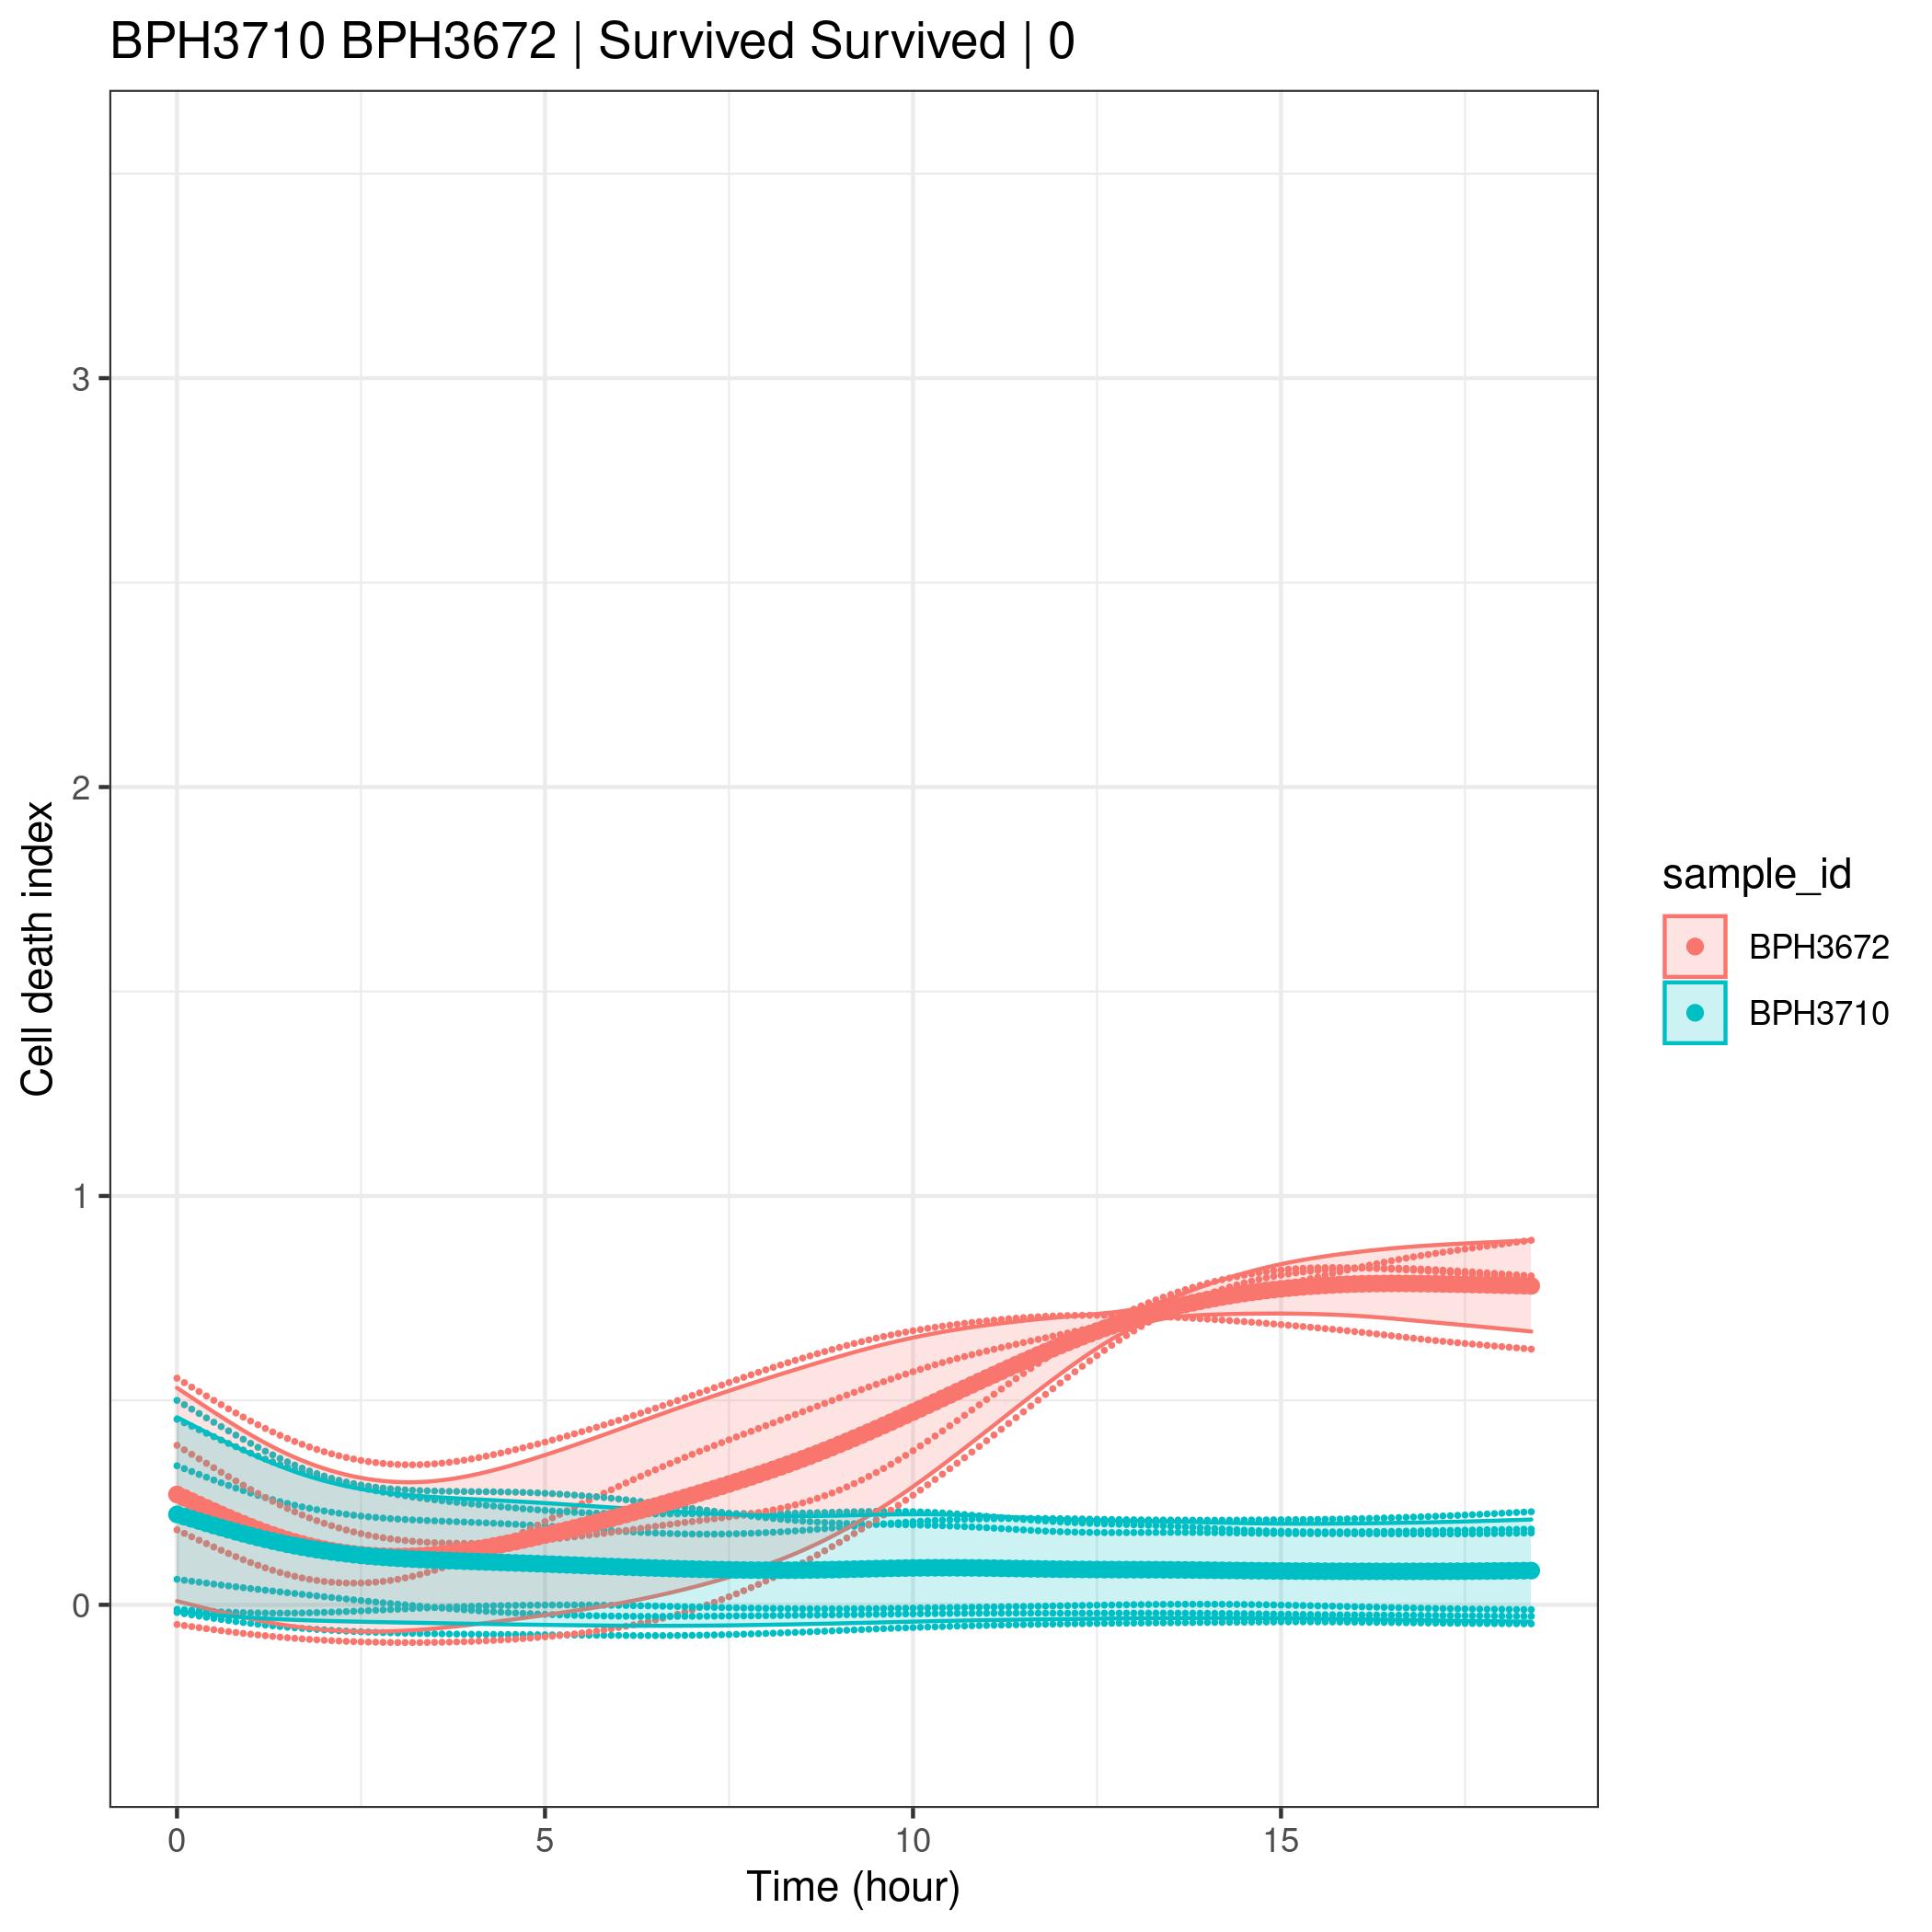 BPH3710 BPH3672 | Survived Survived | 0
Cell death index
3
2
1
0
0 5 10 15
Time (hour)
sample_id
BPH3672
BPH3710